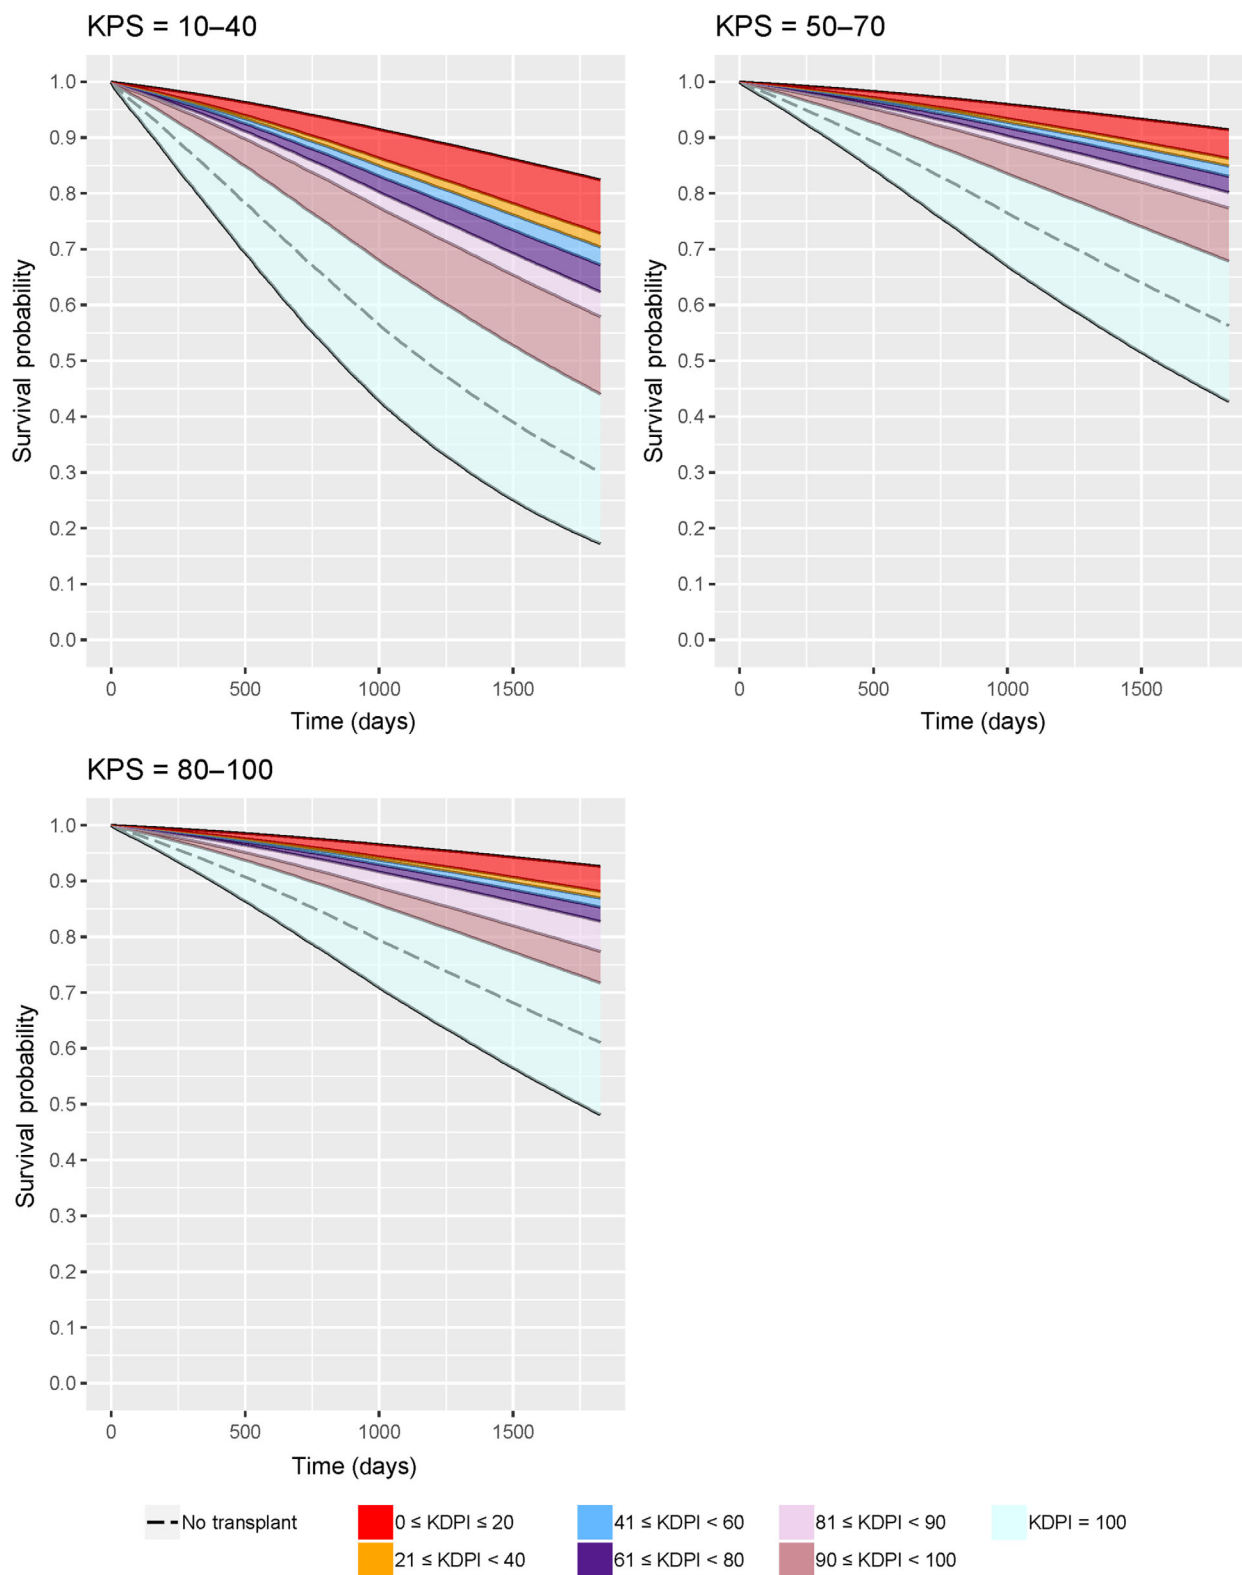 KPS = 10–40
Survival probability
1.0
0.9
0.8
0.7
0.6
0.5
0.4
0.3
0.2
0.1
0.0
0 500 1000 1500
Time (days)
KPS = 50–70
Survival probability
1.0
0.9
0.8
0.7
0.6
0.5
0.4
0.3
0.2
0.1
0.0
0 500 1000 1500
Time (days)
KPS = 80–100
Survival probability
1.0
0.9
0.8
0.7
0.6
0.5
0.4
0.3
0.2
0.1
0.0
0 500 1000 1500
Time (days)
No transplant
0 ≤ KDPI ≤ 20
21 ≤ KDPI < 40
41 ≤ KDPI < 60
61 ≤ KDPI < 80
81 ≤ KDPI < 90
90 ≤ KDPI < 100
KDPI = 100